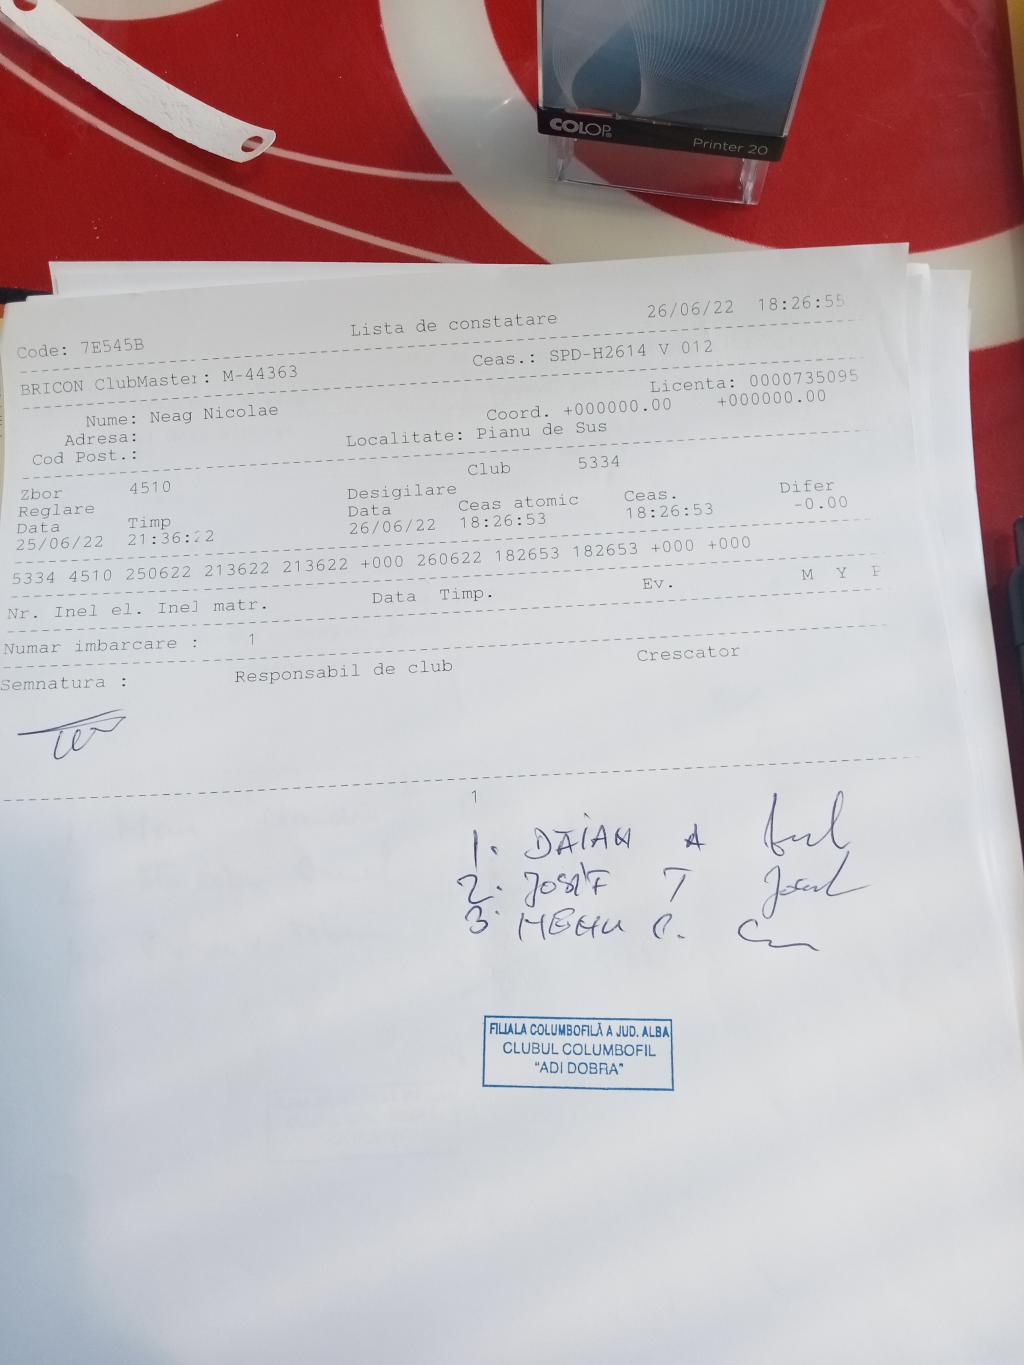 COLOP
Printer 20
Code: 7E545B Lista de constatare 26/06/22 18:26:55
BRICON ClubMaster: M-44363 Ceas.: SPD-H2614 V 012
Licenta: 0000735095
Nume: Neag Nicolae Coord. +000000.00 +000000.00
Adresa: Localitate: Pianu de Sus
Cod Post.:
Club 5334
Zbor 4510
Reglare Desigilare
Data Timp Data Ceas atomic Ceas. Difer
25/06/22 21:36:22 26/06/22 18:26:53 18:26:53 -0.00
5334 4510 250622 213622 213622 +000 260622 182653 182653 +000 +000
Nr. Inel el. Inel matr. Data Timp. Ev. M Y P
Numar imbarcare : 1
Semnatura : Responsabil de club Crescator
1
1. DAIAN A
2. JOSIF T
3. C.
FILIALA COLUMBOFILĂ A JUD. ALBA
CLUBUL COLUMBOFIL
"ADI DOBRA"